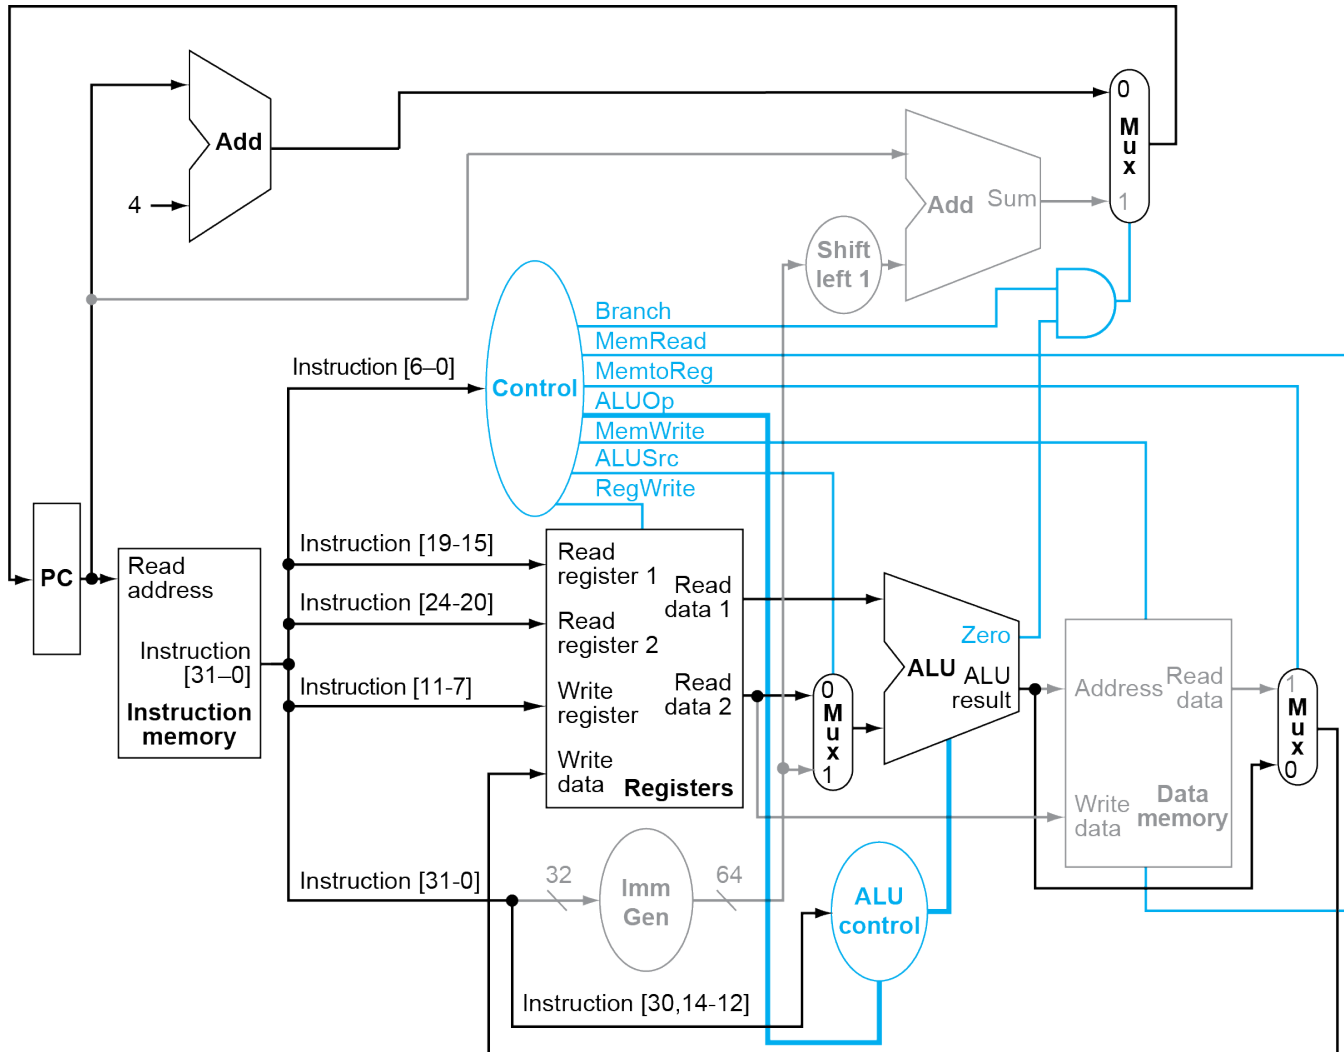 0
Mux
1
Add
4
Add
Sum
Shift
left 1
Branch
MemRead
MemtoReg
ALUOp
MemWrite
ALUSrc
RegWrite
Control
Instruction [6–0]
PC
Read
address
Instruction
[31–0]
Instruction
memory
Instruction [19-15]
Instruction [24-20]
Instruction [11-7]
Instruction [31-0]
Read
register 1
Read
register 2
Write
register
Write
data
Read
data 1
Read
data 2
Registers
0
Mux
1
Zero
ALU
ALU
result
Address
Read
data
Write
data
Data
memory
1
Mux
0
32
Imm
Gen
64
ALU
control
Instruction [30,14-12]